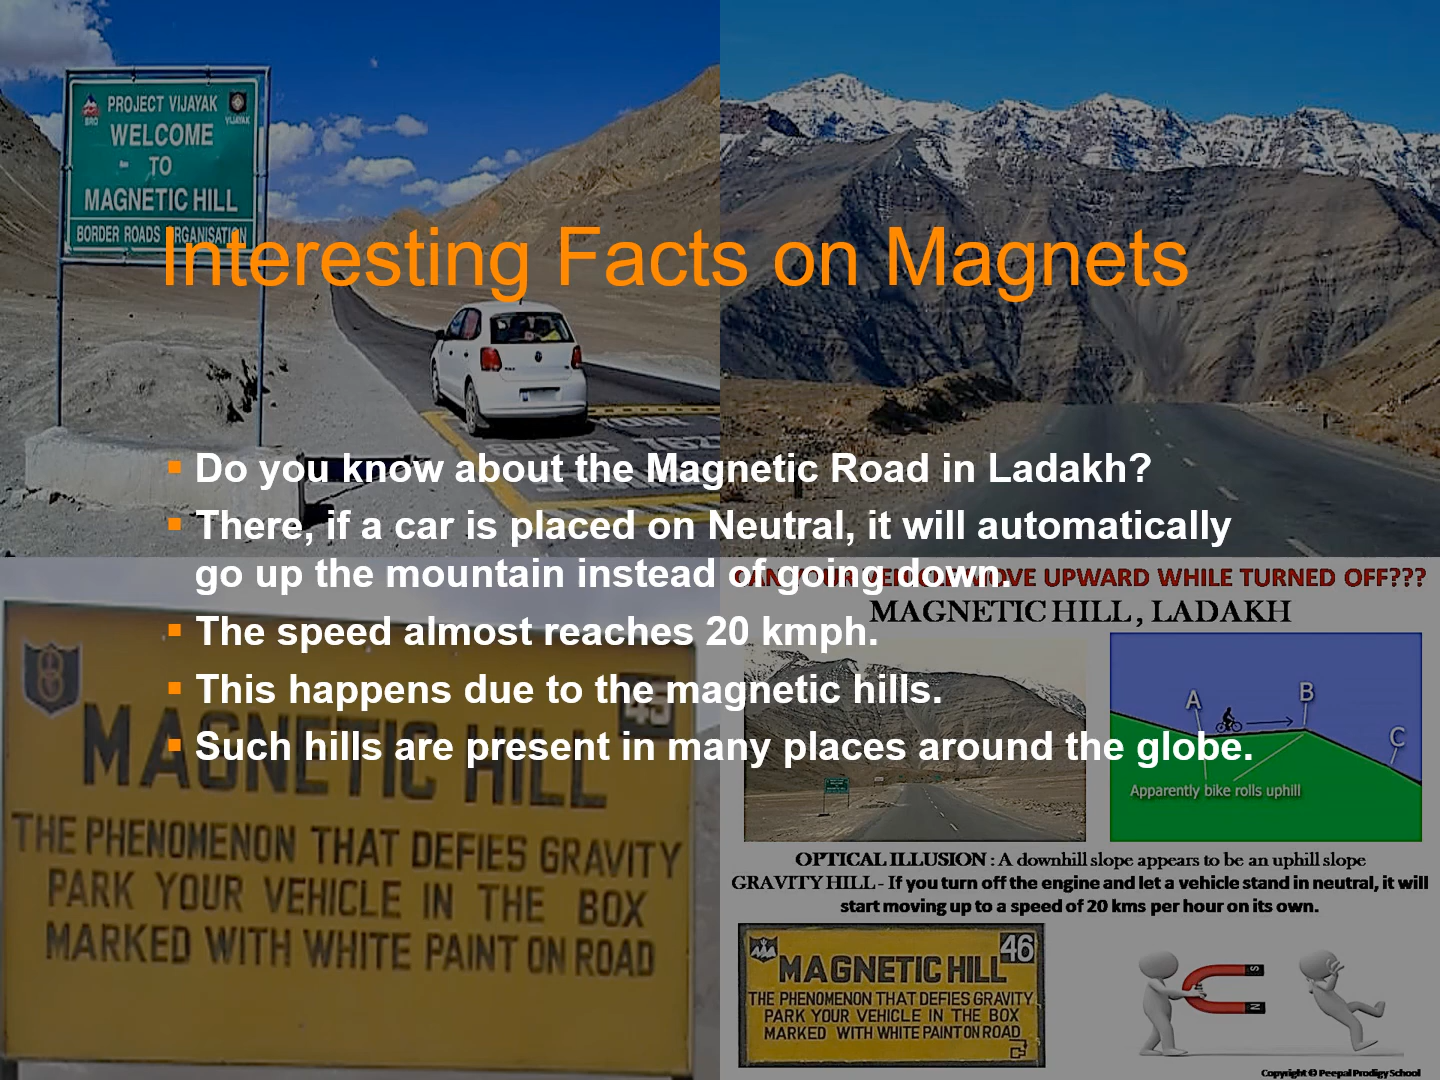 PROJECT VIJAYAK
BRO
VIJAYAK
WELCOME
TO
MAGNETIC HILL
BORDER ROADS ORGANISATION
Interesting Facts on Magnets
▪ Do you know about the Magnetic Road in Ladakh?
▪ There, if a car is placed on Neutral, it will automatically
go up the mountain instead of going down.
▪ The speed almost reaches 20 kmph.
▪ This happens due to the magnetic hills.
▪ Such hills are present in many places around the globe.
MAGNETIC HILL
THE PHENOMENON THAT DEFIES GRAVITY
PARK YOUR VEHICLE IN THE BOX
MARKED WITH WHITE PAINT ON ROAD
CAN YOUR VEHICLE MOVE UPWARD WHILE TURNED OFF???
MAGNETIC HILL, LADAKH
A
B
C
Apparently bike rolls uphill
OPTICAL ILLUSION : A downhill slope appears to be an uphill slope
GRAVITY HILL - If you turn off the engine and let a vehicle stand in neutral, it will
start moving up to a speed of 20 kms per hour on its own.
46
MAGNETIC HILL
THE PHENOMENON THAT DEFIES GRAVITY
PARK YOUR VEHICLE IN THE BOX
MARKED WITH WHITE PAINT ON ROAD
S
N
Copyright © Peepal Prodigy School